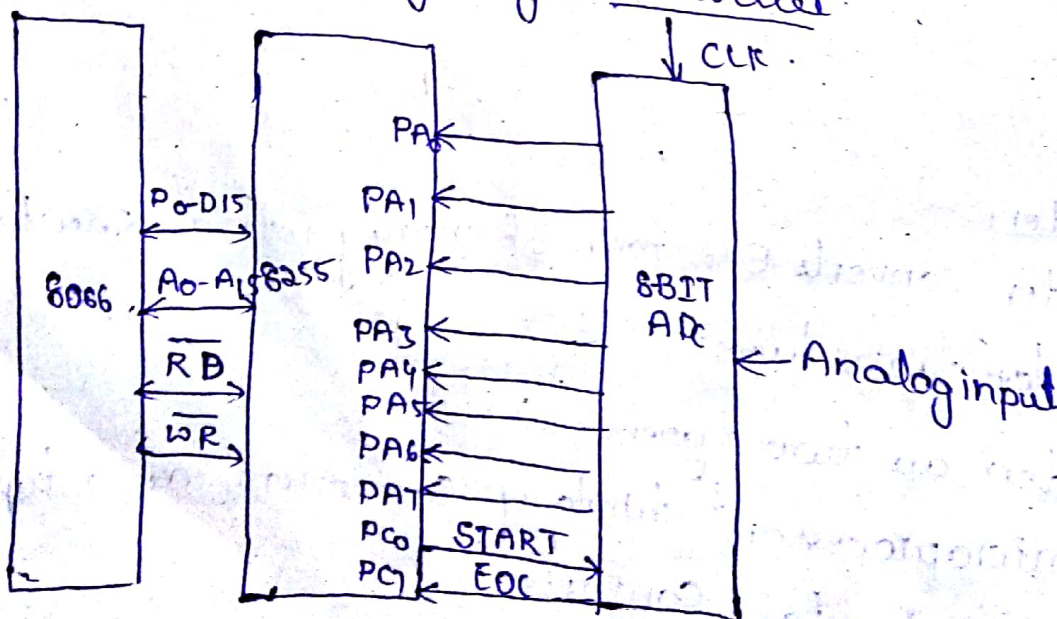 CLK.
PA0
P0-D15
PA1
8086
A0-A15
8255
PA2
8BIT
ADC
PA3
RD
PA4
Analog input
PA5
WR
PA6
PA7
PC0
START
PC7
EOC